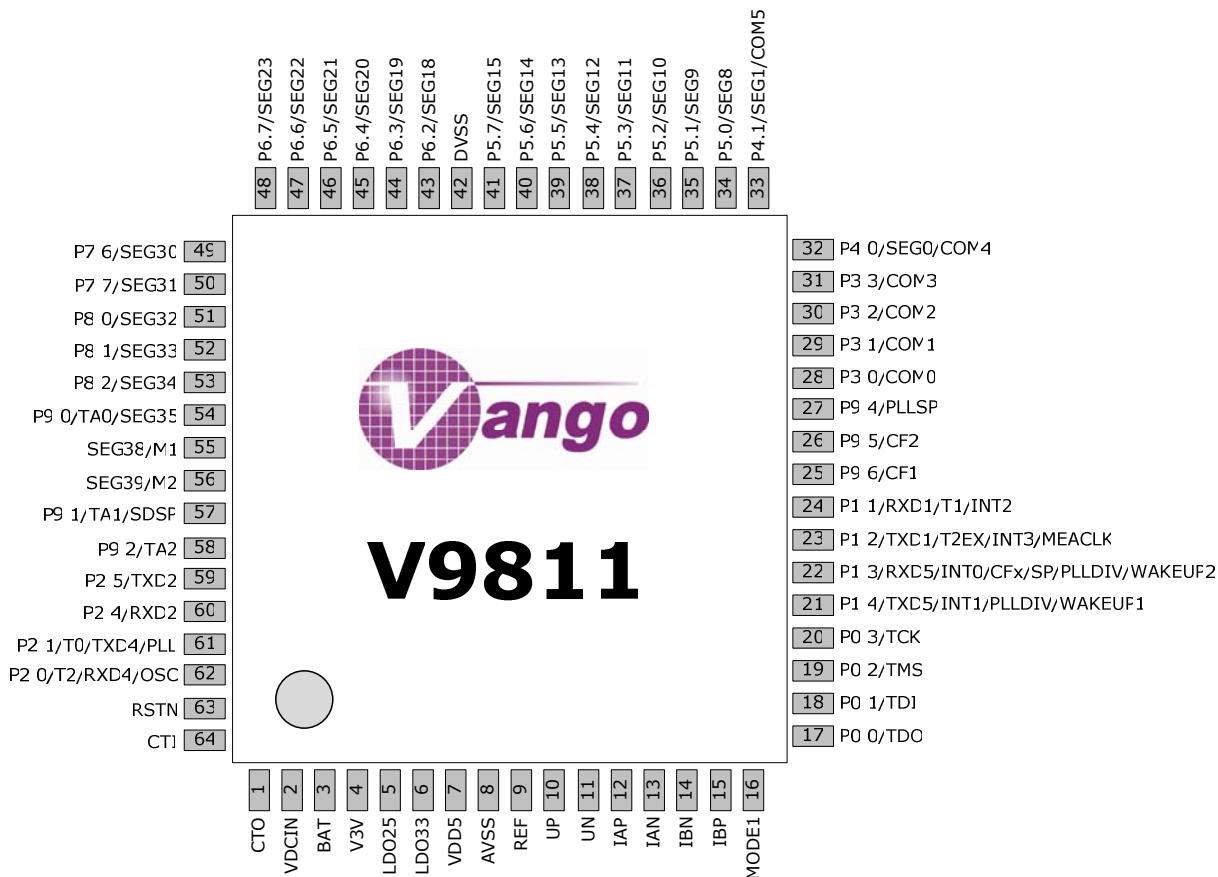 P6.7/SEG23
P6.6/SEG22
P6.5/SEG21
P6.4/SEG20
P6.3/SEG19
P6.2/SEG18
DVSS
P5.7/SEG15
P5.6/SEG14
P5.5/SEG13
P5.4/SEG12
P5.3/SEG11
P5.2/SEG10
P5.1/SEG9
P5.0/SEG8
P4.1/SEG1/COM5
48
47
46
45
44
43
42
41
40
39
38
37
36
35
34
33
P7 6/SEG30 49
P7 7/SEG31 50
P8 0/SEG32 51
P8 1/SEG33 52
P8 2/SEG34 53
P9 0/TA0/SEG35 54
SEG38/M1 55
SEG39/M2 56
P9 1/TA1/SDSP 57
P9 2/TA2 58
P2 5/TXD2 59
P2 4/RXD2 60
P2 1/T0/TXD4/PLL 61
P2 0/T2/RXD4/OSC 62
RSTN 63
CTI 64
Vango
V9811
32 P4 0/SEG0/COM4
31 P3 3/COM3
30 P3 2/COM2
29 P3 1/COM1
28 P3 0/COM0
27 P9 4/PLLSP
26 P9 5/CF2
25 P9 6/CF1
24 P1 1/RXD1/T1/INT2
23 P1 2/TXD1/T2EX/INT3/MEACLK
22 P1 3/RXD5/INT0/CFx/SP/PLLDIV/WAKEUP2
21 P1 4/TXD5/INT1/PLLDIV/WAKEUP1
20 P0 3/TCK
19 P0 2/TMS
18 P0 1/TDI
17 P0 0/TDO
1
2
3
4
5
6
7
8
9
10
11
12
13
14
15
16
CTO
VDCIN
BAT
V3V
LDO25
LDO33
VDD5
AVSS
REF
UP
UN
IAP
IAN
IBN
IBP
MODE1